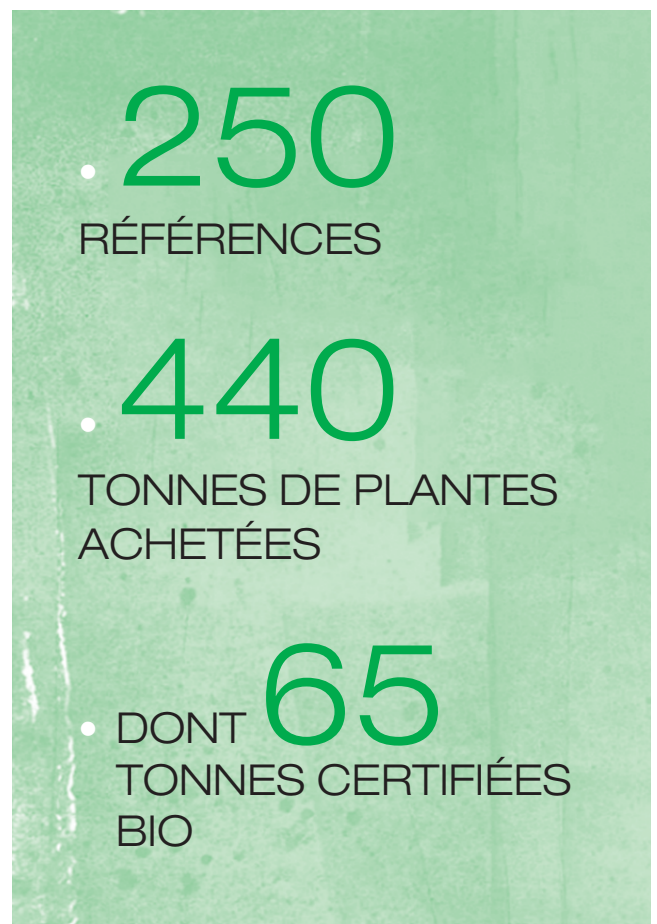 . 250
RÉFÉRENCES
. 440
TONNES DE PLANTES
ACHETÉES
• DONT 65
TONNES CERTIFIÉES
BIO